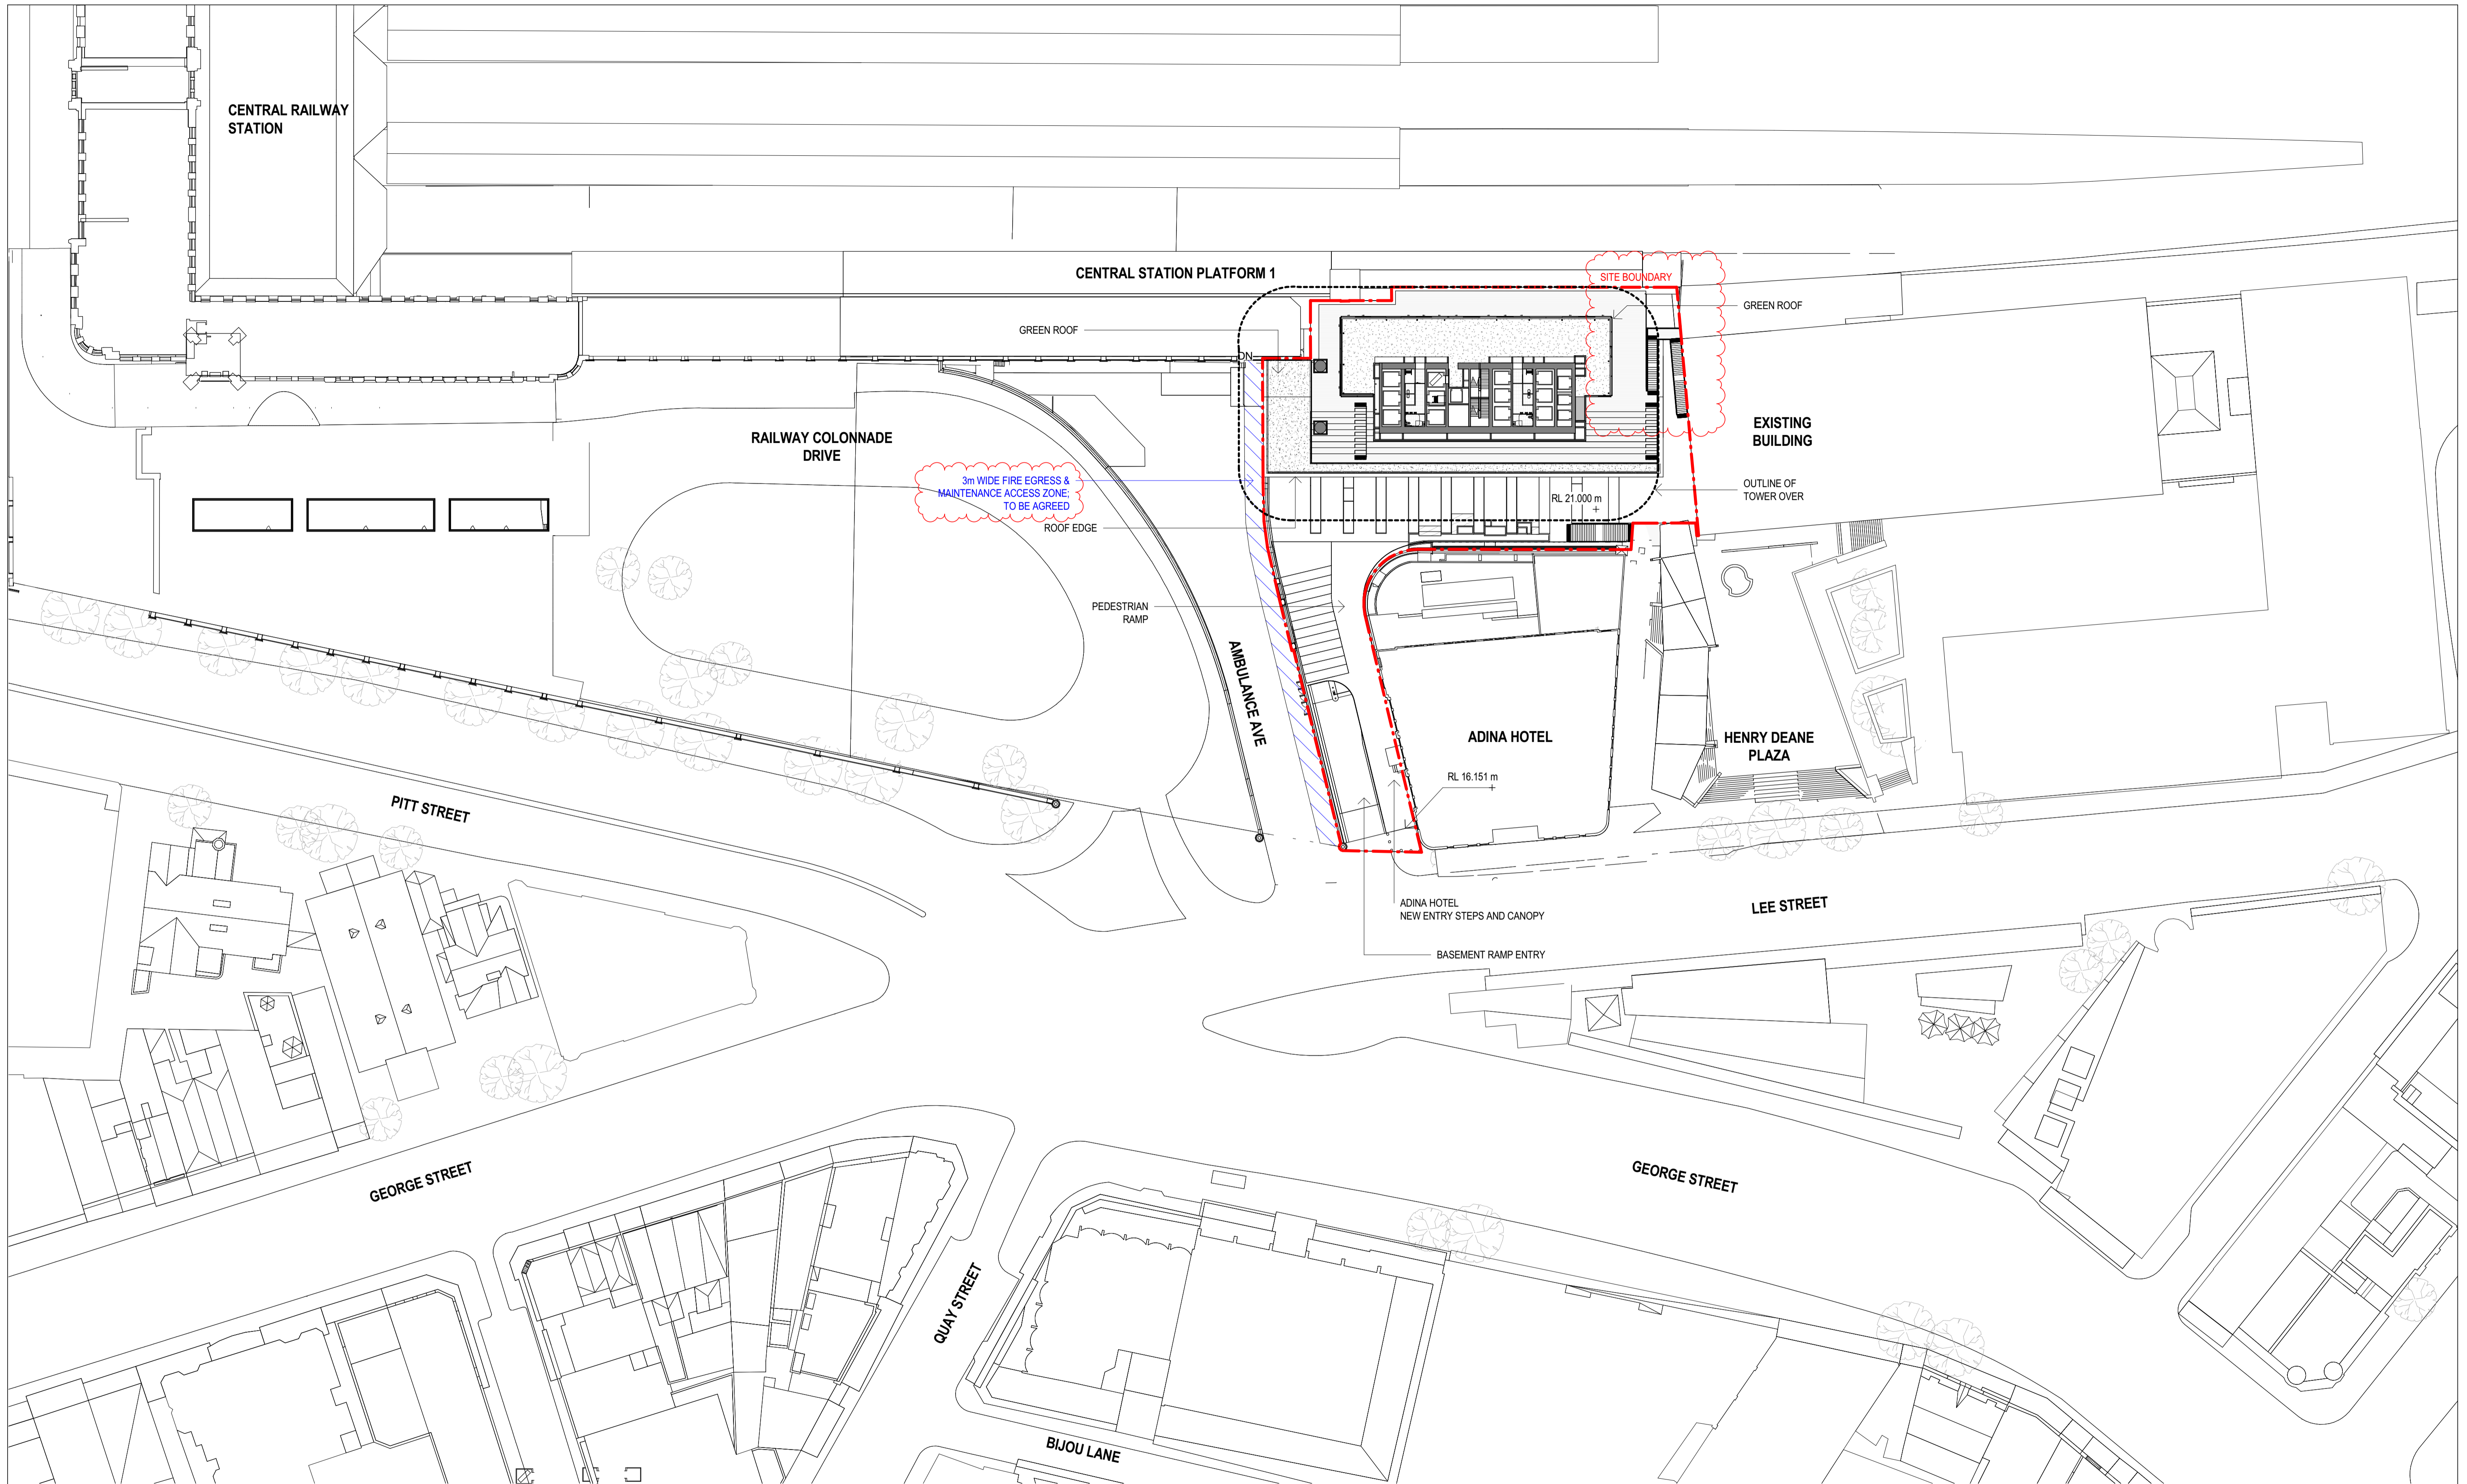 CENTRAL RAILWAY
STATION
CENTRAL STATION PLATFORM 1
SITE BOUNDARY
GREEN ROOF
GREEN ROOF
DN
RAILWAY COLONNADE
DRIVE
EXISTING
BUILDING
3m WIDE FIRE EGRESS &
MAINTENANCE ACCESS ZONE;
TO BE AGREED
OUTLINE OF
TOWER OVER
RL 21.000 m
ROOF EDGE
PEDESTRIAN
RAMP
AMBULANCE AVE
ADINA HOTEL
HENRY DEANE
PLAZA
RL 16.151 m
PITT STREET
ADINA HOTEL
NEW ENTRY STEPS AND CANOPY
LEE STREET
BASEMENT RAMP ENTRY
GEORGE STREET
GEORGE STREET
QUAY STREET
BIJOU LANE